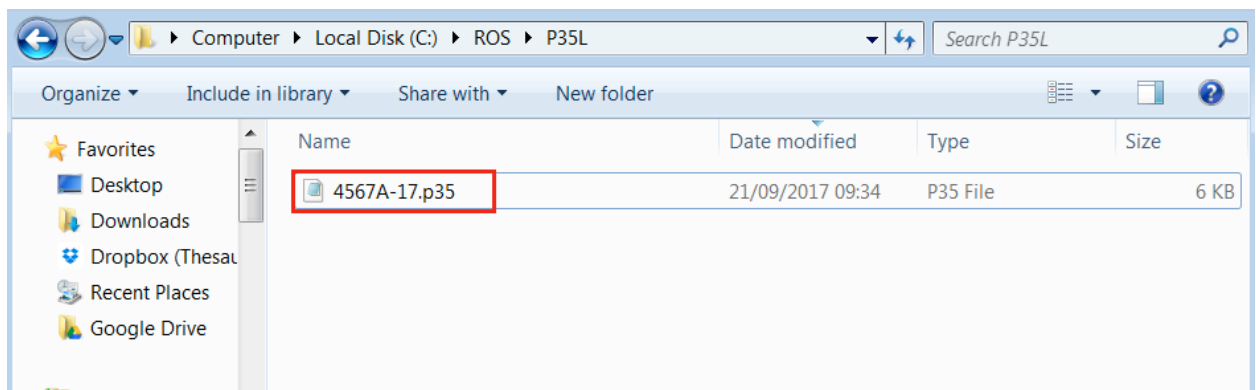 Computer Local Disk (C:) ROS P35L Search P35L
Organize Include in library Share with New folder
Favorites Name Date modified Type Size
Desktop 4567A-17.p35 21/09/2017 09:34 P35 File 6 KB
Downloads
Dropbox (Thesau
Recent Places
Google Drive